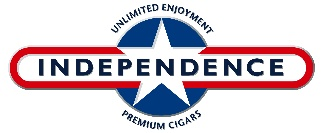 UNLIMITED ENJOYMENT
INDEPENDENCE
PREMIUM CIGARS